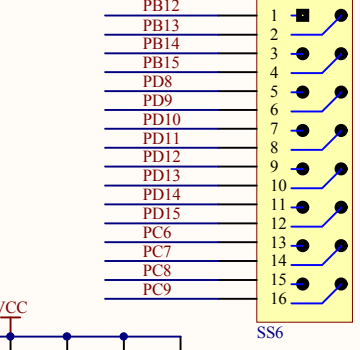 PB12 1
PB13 2
PB14 3
PB15 4
PD8 5
PD9 6
PD10 7
PD11 8
PD12 9
PD13 10
PD14 11
PD15 12
PC6 13
PC7 14
PC8 15
PC9 16
VCC
SS6